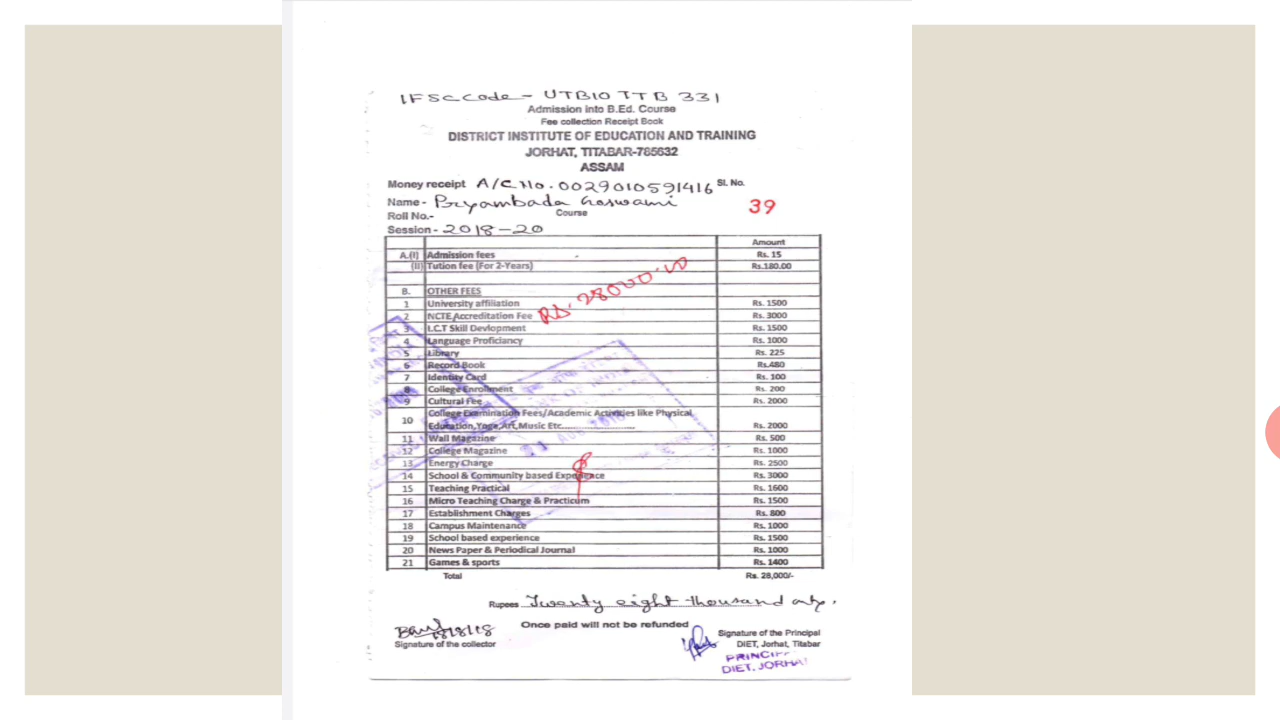 IFSC Code - UTBI0 TTB 331
Admission into B.Ed. Course
Fee collection Receipt Book
DISTRICT INSTITUTE OF EDUCATION AND TRAINING
JORHAT, TITABAR-785632
ASSAM
Money receipt A/C No. 0029010591416 Sl. No.
Name - Priyambada Goswami 39
Roll No.- Course
Session - 2018-20
Amount
A.(I) Admission fees Rs. 15
(II) Tution fee (For 2-Years) Rs.180.00
Rs. 28000.00
B. OTHER FEES
1 University affiliation Rs. 1500
2 NCTE Accreditation Fee Rs. 3000
3 I.C.T Skill Devlopment Rs. 1500
4 Language Proficiancy Rs. 1000
5 Library Rs. 225
6 Record Book Rs.480
7 Identity Card Rs. 100
8 College Enrolment Rs. 200
9 Cultural Fee Rs. 2000
10 College Examination Fees/Academic Activities like Physical
Education,Yoga,Art,Music Etc........................ Rs. 2000
11 Wall Magazine Rs. 500
12 College Magazine Rs. 1000
13 Energy Charge Rs. 2500
14 School & Community based Experience Rs. 3000
15 Teaching Practical Rs. 1600
16 Micro Teaching Charge & Practicum Rs. 1500
17 Establishment Charges Rs. 800
18 Campus Maintenance Rs. 1000
19 School based experience Rs. 1500
20 News Paper & Periodical Journal Rs. 1000
21 Games & sports Rs. 1400
Total Rs. 28,000/-
Rupees Twenty eight thousand only.
Once paid will not be refunded
18/8/18
Signature of the collector
Signature of the Principal
DIET, Jorhat, Titabar
DIET, JORHAT